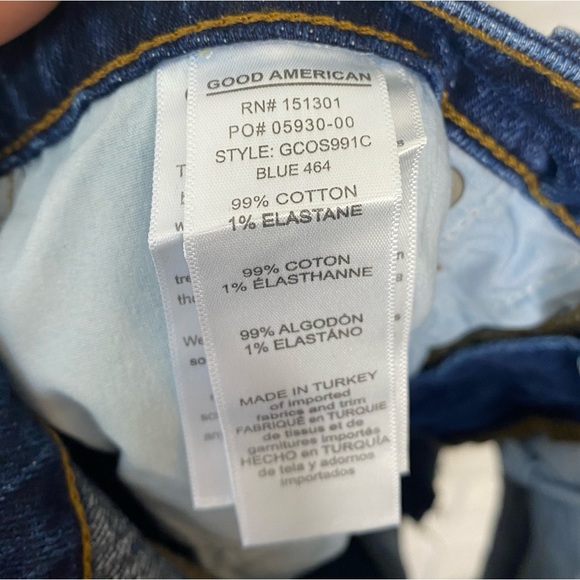 GOOD AMERICAN
RN# 151301
PO# 05930-00
STYLE: GCOS991C
BLUE 464
99% COTTON
1% ELASTANE
99% COTON
1% ÉLASTHANNE
99% ALGODÓN
1% ELASTÁNO
MADE IN TURKEY
of imported
fabrics and trim
FABRIQUÉ en TURQUIE
de tissus et de
garnitures importés
HECHO en TURQUÍA
de tela y adornos
importados